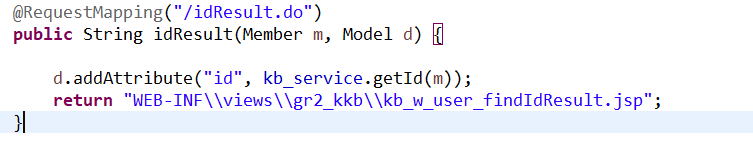 @RequestMapping("/idResult.do")
public String idResult(Member m, Model d) {
d.addAttribute("id", kb_service.getId(m));
return "WEB-INF\\views\\gr2_kkb\\kb_w_user_findIdResult.jsp";
}